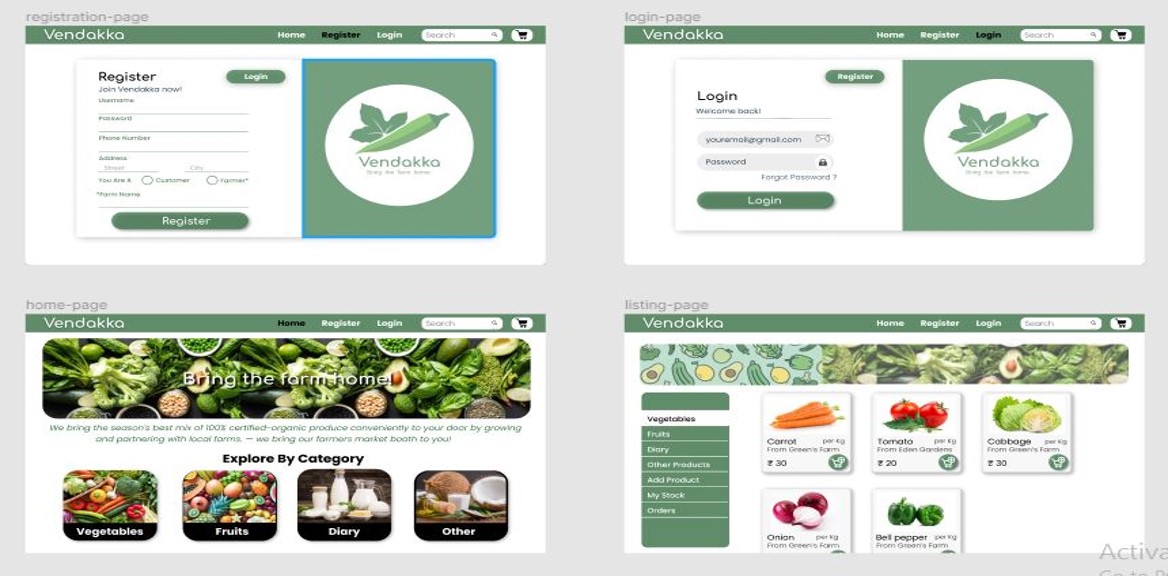 registration-page
Vendakka Home Register Login Search
Register Login
Join Vendakka now!
Username
Password
Phone Number
Address
Street City
You Are A Customer Farmer*
*Farm Name
Register
Vendakka
Bring the farm home.
login-page
Vendakka Home Register Login Search
Register
Login
Welcome back!
youremail@gmail.com
Password
Forgot Password ?
Login
Vendakka
Bring the farm home.
home-page
Vendakka Home Register Login Search
Bring the farm home!
We bring the season's best mix of 100% certified-organic produce conveniently to your door by growing
and partnering with local farms, — we bring our farmers market booth to you!
Explore By Category
Vegetables Fruits Diary Other
listing-page
Vendakka Home Register Login Search
Vegetables
Fruits
Diary
Other Products
Add Product
My Stock
Orders
Carrot per Kg
From Green's Farm
₹ 30
Tomato per Kg
From Eden Gardens
₹ 20
Cabbage per Kg
From Green's Farm
₹ 30
Onion per Kg
From Green's Farm
Bell pepper per Kg
From Green's Farm
Activa